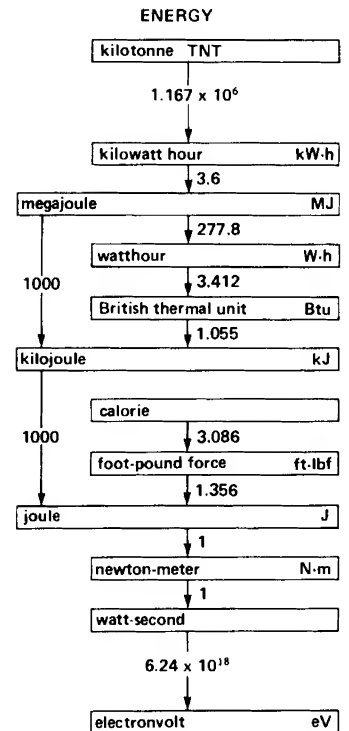 ENERGY
kilotonne TNT
1.167 x 10⁶
kilowatt hour kW·h
3.6
megajoule MJ
277.8
watthour W·h
1000
3.412
British thermal unit Btu
1.055
kilojoule kJ
calorie
1000
3.086
foot-pound force ft·lbf
1.356
joule J
1
newton-meter N·m
1
watt-second
6.24 x 10¹⁸
electronvolt eV